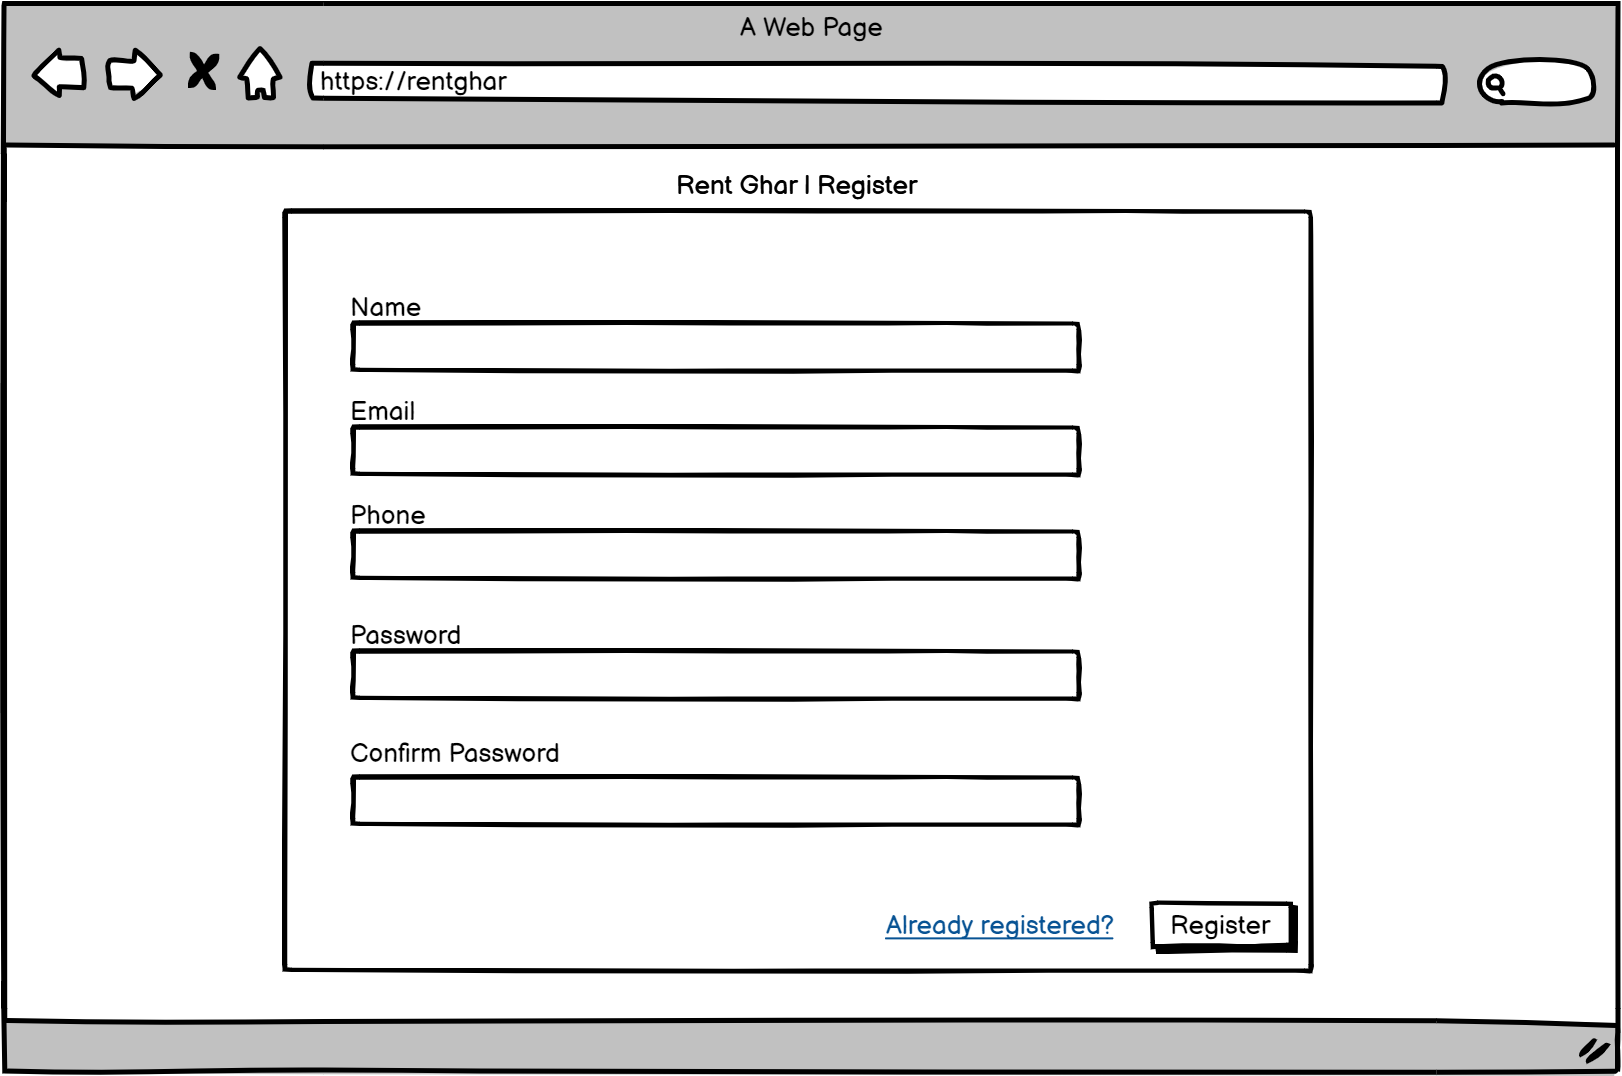 A Web Page
https://rentghar
Rent Ghar | Register
Name
Email
Phone
Password
Confirm Password
Already registered?
Register